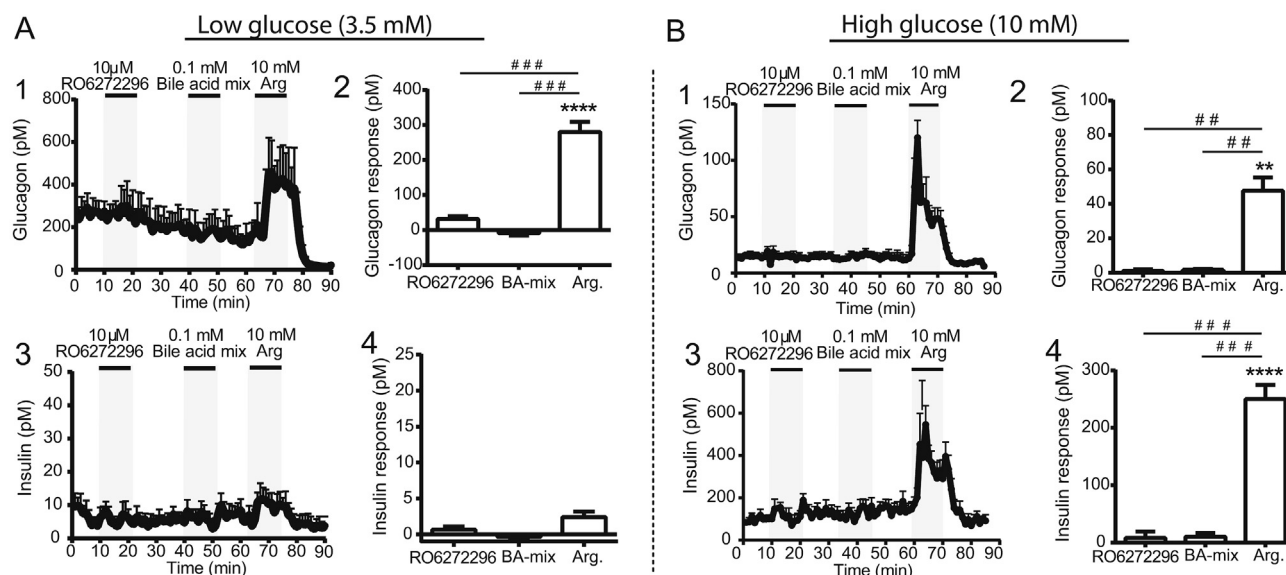 A
Low glucose (3.5 mM)
B
High glucose (10 mM)
1
10µM
RO6272296
0.1 mM
Bile acid mix
10 mM
Arg
Glucagon (pM)
800
600
400
200
0
0 10 20 30 40 50 60 70 80 90
Time (min)
2
Glucagon response (pM)
400
300
200
100
0
-100
# # #
# # #
****
RO6272296 BA-mix Arg.
3
10µM
RO6272296
0.1 mM
Bile acid mix
10 mM
Arg
Insulin (pM)
50
40
30
20
10
0
0 10 20 30 40 50 60 70 80 90
Time (min)
4
Insulin response (pM)
25
20
15
10
5
0
RO6272296 BA-mix Arg.
1
10µM
RO6272296
0.1 mM
Bile acid mix
10 mM
Arg
Glucagon (pM)
150
100
50
0
0 10 20 30 40 50 60 70 80 90
Time (min)
2
Glucagon response (pM)
100
80
60
40
20
0
# #
# #
**
RO6272296 BA-mix Arg.
3
10µM
RO6272296
0.1 mM
Bile acid mix
10 mM
Arg
Insulin (pM)
800
600
400
200
0
0 10 20 30 40 50 60 70 80 90
Time (min)
4
Insulin response (pM)
300
200
100
0
# # #
# # #
****
RO6272296 BA-mix Arg.